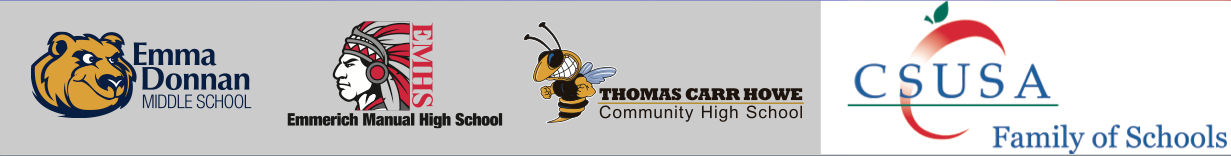 Emma
Donnan
MIDDLE SCHOOL
EMHS
Emmerich Manual High School
THOMAS CARR HOWE
Community High School
CSUSA
Family of Schools